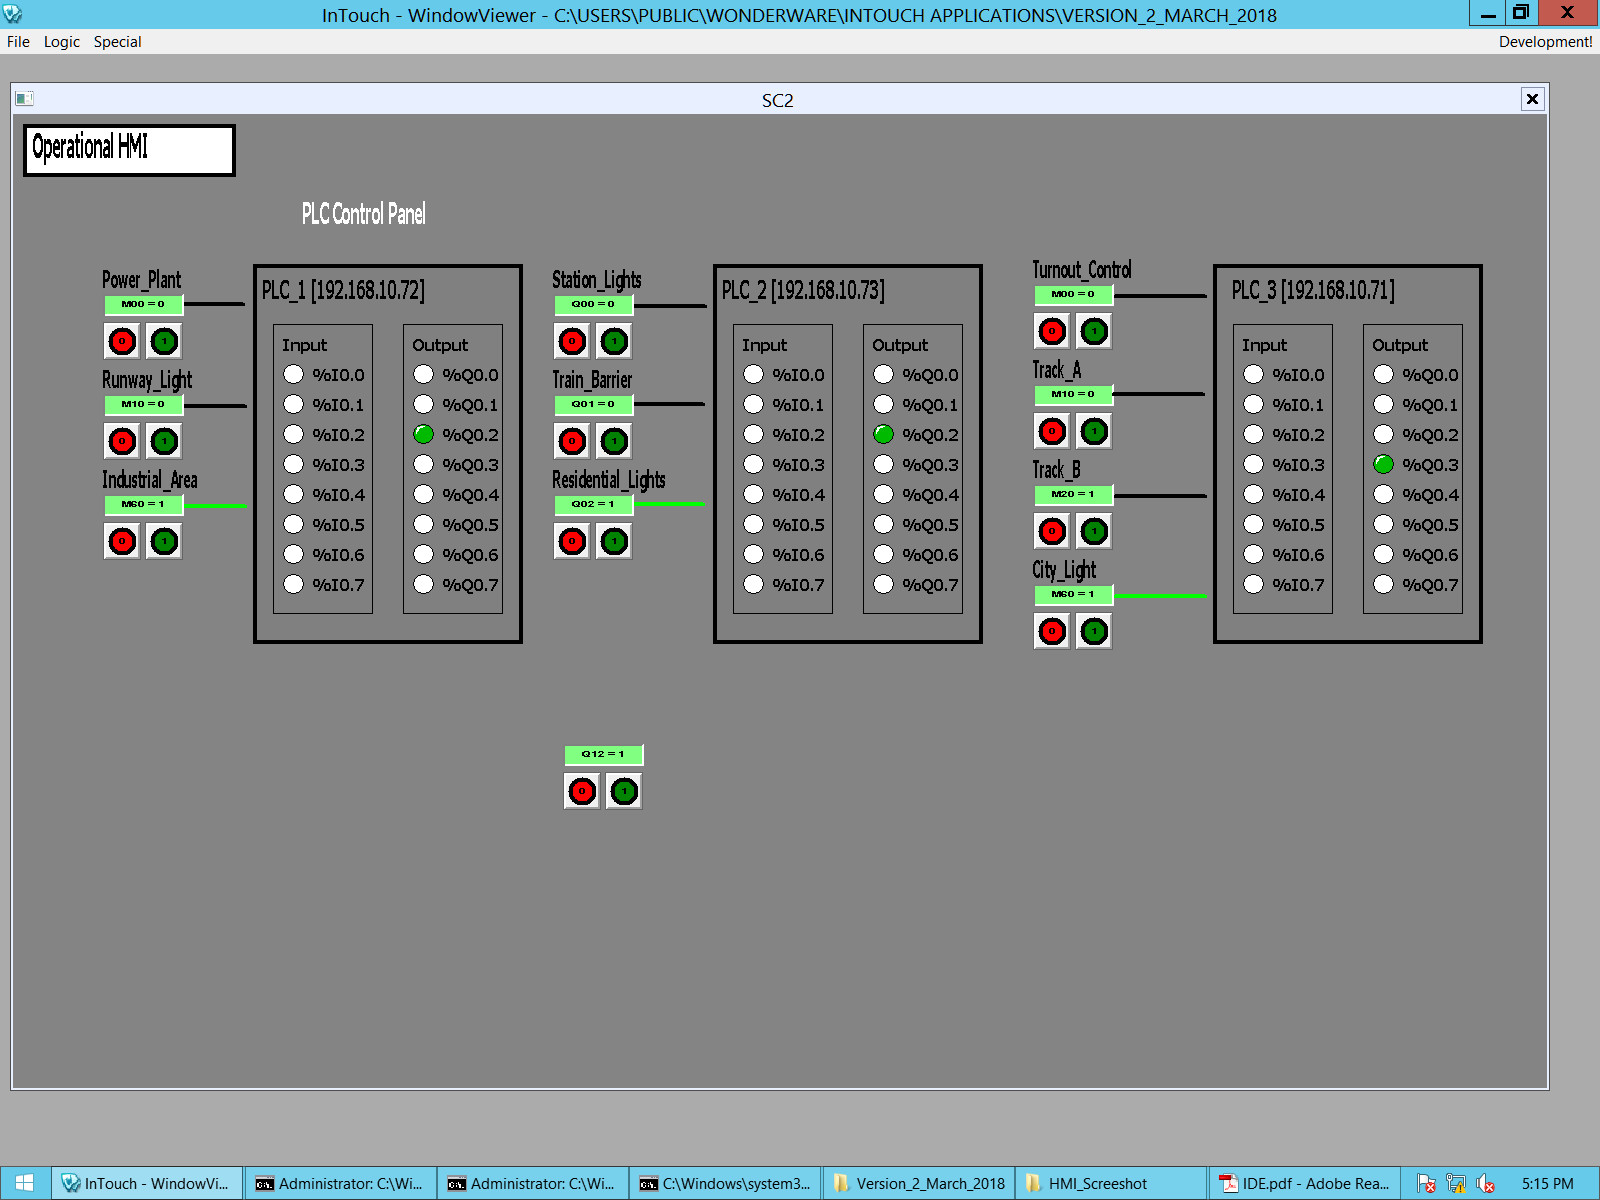 InTouch - WindowViewer - C:\USERS\PUBLIC\WONDERWARE\INTOUCH APPLICATIONS\VERSION_2_MARCH_2018
File Logic Special Development!
SC2
Operational HMI
PLC Control Panel
Power_Plant
M00 = 0
0 1
Runway_Light
M10 = 0
0 1
Industrial_Area
M60 = 1
0 1
PLC_1 [192.168.10.72]
Input
%I0.0
%I0.1
%I0.2
%I0.3
%I0.4
%I0.5
%I0.6
%I0.7
Output
%Q0.0
%Q0.1
%Q0.2
%Q0.3
%Q0.4
%Q0.5
%Q0.6
%Q0.7
Station_Lights
Q00 = 0
0 1
Train_Barrier
Q01 = 0
0 1
Residential_Lights
Q02 = 1
0 1
PLC_2 [192.168.10.73]
Input
%I0.0
%I0.1
%I0.2
%I0.3
%I0.4
%I0.5
%I0.6
%I0.7
Output
%Q0.0
%Q0.1
%Q0.2
%Q0.3
%Q0.4
%Q0.5
%Q0.6
%Q0.7
Turnout_Control
M00 = 0
0 1
Track_A
M10 = 0
0 1
Track_B
M20 = 1
0 1
City_Light
M60 = 1
0 1
PLC_3 [192.168.10.71]
Input
%I0.0
%I0.1
%I0.2
%I0.3
%I0.4
%I0.5
%I0.6
%I0.7
Output
%Q0.0
%Q0.1
%Q0.2
%Q0.3
%Q0.4
%Q0.5
%Q0.6
%Q0.7
Q12 = 1
0 1
InTouch - WindowVi... Administrator: C:\Wi... Administrator: C:\Wi... C:\Windows\system3... Version_2_March_2018 HMI_Screeshot IDE.pdf - Adobe Rea... 5:15 PM